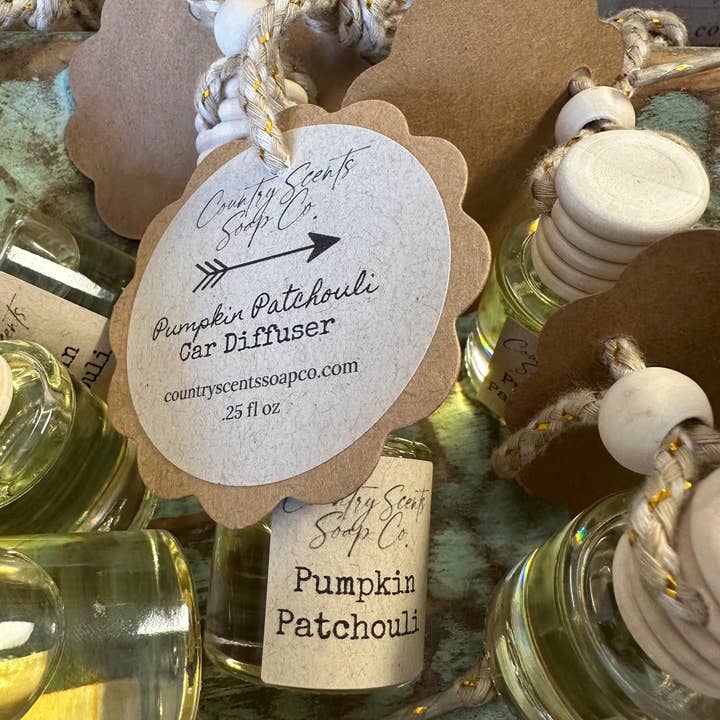 Country Scents
Soap Co.
Pumpkin Patchouli
Car Diffuser
countryscentssoapco.com
.25 fl oz
Country Scents
Soap Co.
Pumpkin
Patchouli